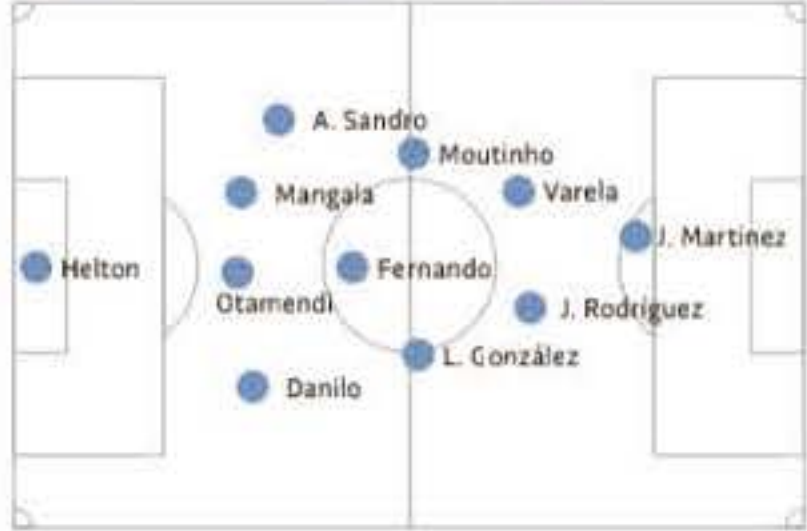 A. Sandro
Moutinho
Mangala
Varela
J. Martinez
Helton
Fernando
Otamendi
J. Rodriguez
L. González
Danilo